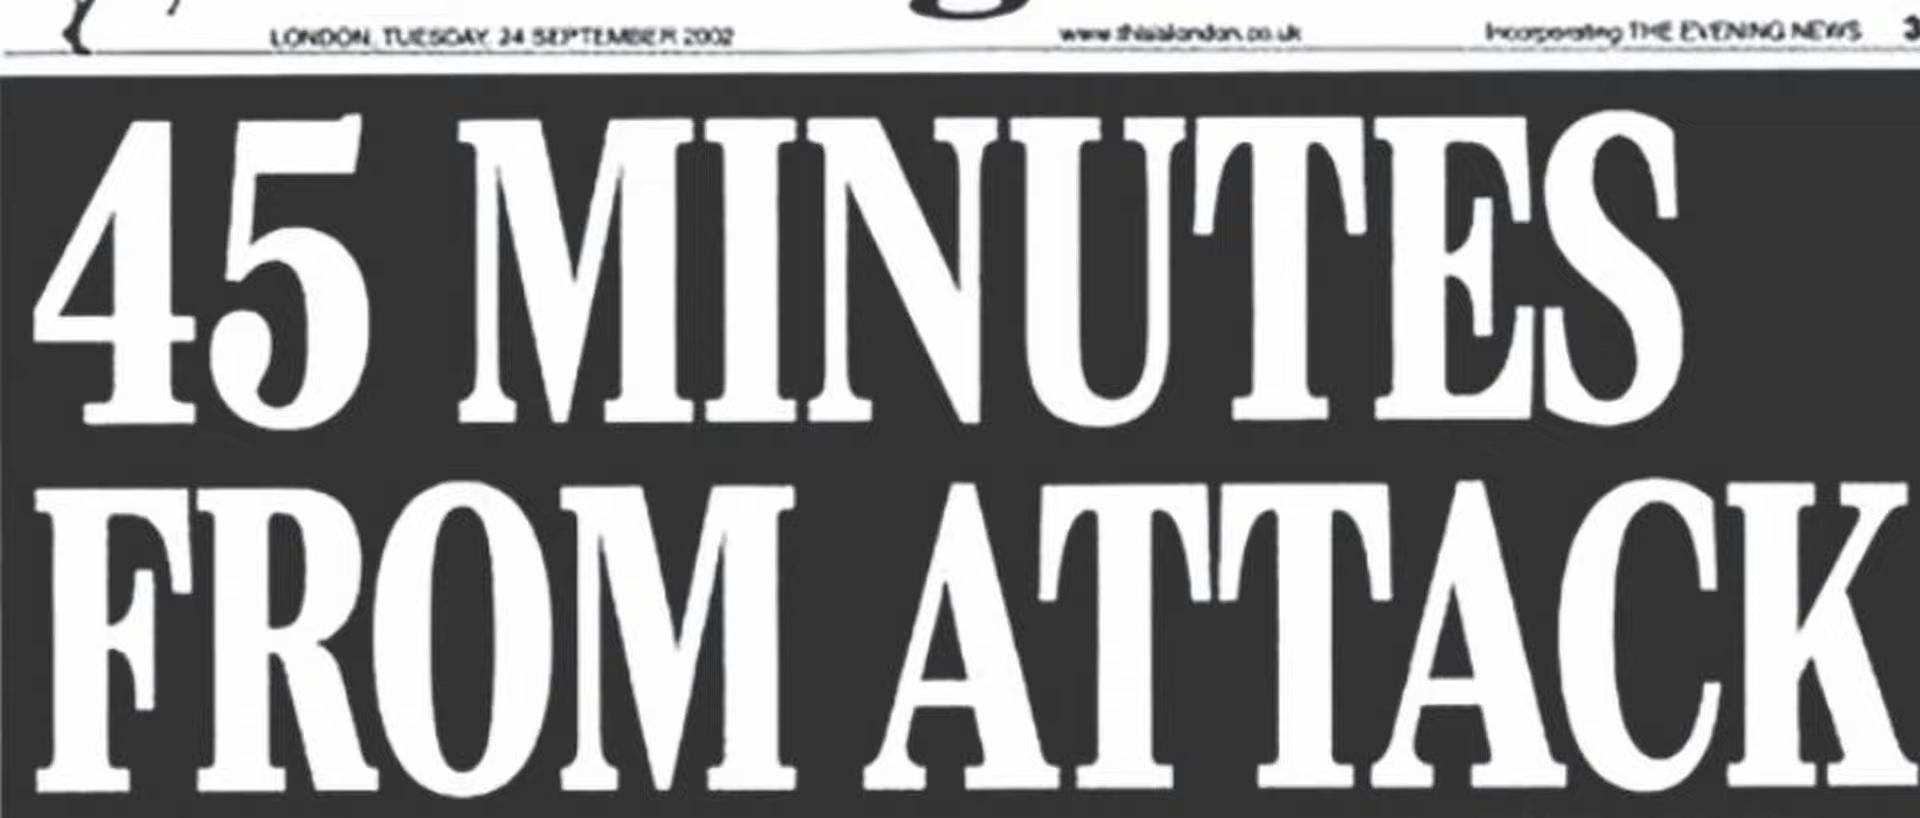 LONDON, TUESDAY, 24 SEPTEMBER 2002 www.thisislondon.co.uk Incorporating THE EVENING NEWS
45 MINUTES
FROM ATTACK